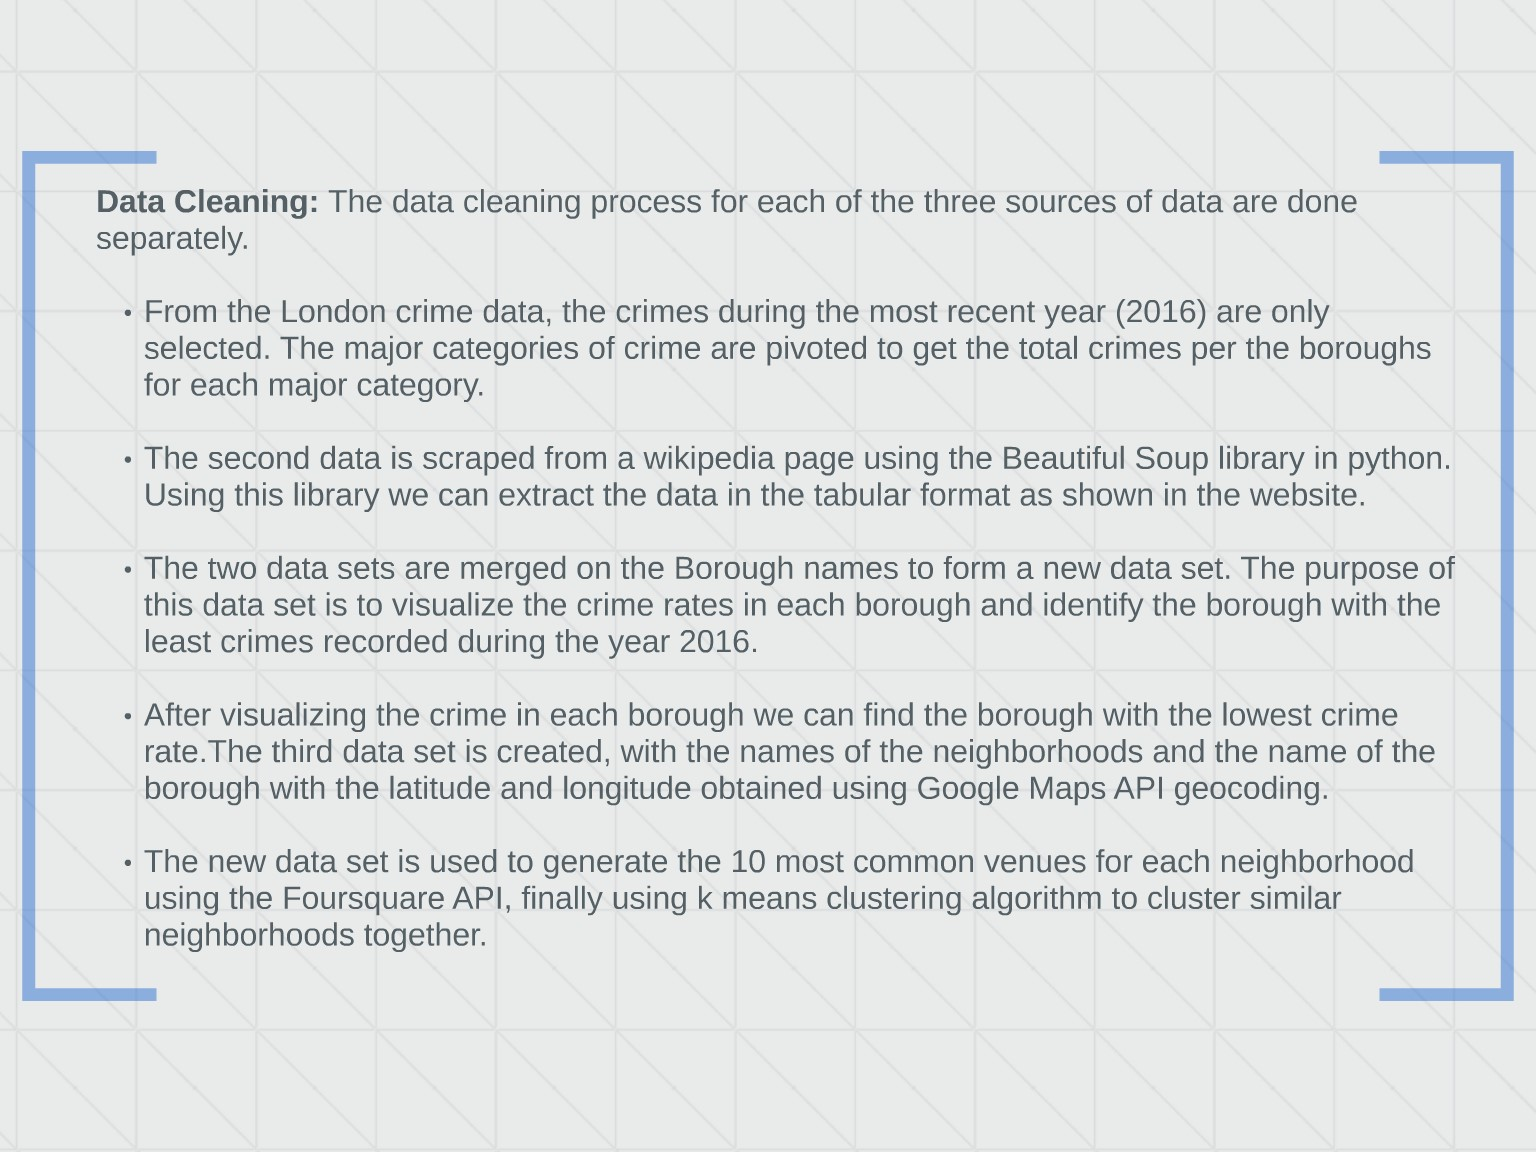 Data Cleaning: The data cleaning process for each of the three sources of data are done
separately.
• From the London crime data, the crimes during the most recent year (2016) are only
selected. The major categories of crime are pivoted to get the total crimes per the boroughs
for each major category.
• The second data is scraped from a wikipedia page using the Beautiful Soup library in python.
Using this library we can extract the data in the tabular format as shown in the website.
• The two data sets are merged on the Borough names to form a new data set. The purpose of
this data set is to visualize the crime rates in each borough and identify the borough with the
least crimes recorded during the year 2016.
• After visualizing the crime in each borough we can find the borough with the lowest crime
rate.The third data set is created, with the names of the neighborhoods and the name of the
borough with the latitude and longitude obtained using Google Maps API geocoding.
• The new data set is used to generate the 10 most common venues for each neighborhood
using the Foursquare API, finally using k means clustering algorithm to cluster similar
neighborhoods together.